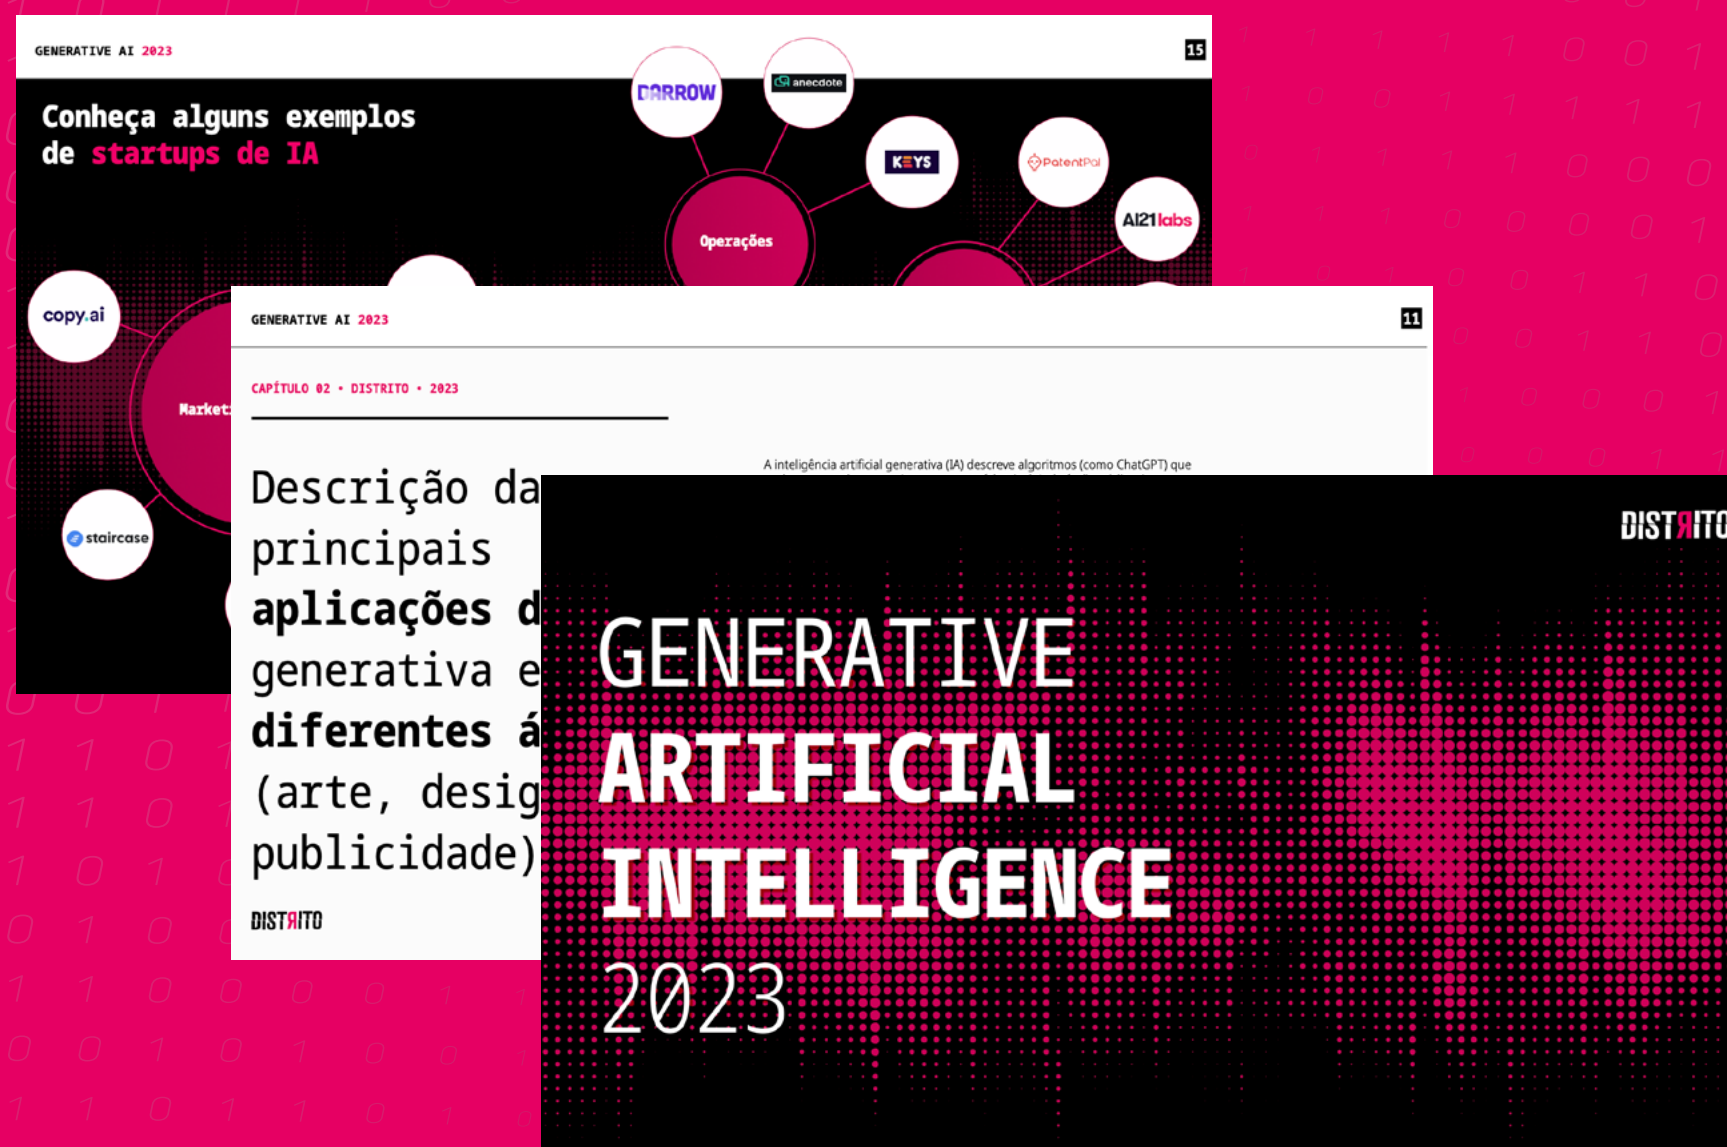 GENERATIVE AI 2023
15
Conheça alguns exemplos
de startups de IA
DARROW
anecdote
KEYS
PatentPal
AI21labs
Operações
copy.ai
Marketi
staircase
GENERATIVE AI 2023
11
CAPÍTULO 02 • DISTRITO • 2023
Descrição da
principais
aplicações d
generativa e
diferentes á
(arte, desig
publicidade)
DISTRITO
A inteligência artificial generativa (IA) descreve algoritmos (como ChatGPT) que
DISTRITO
GENERATIVE
ARTIFICIAL
INTELLIGENCE
2023